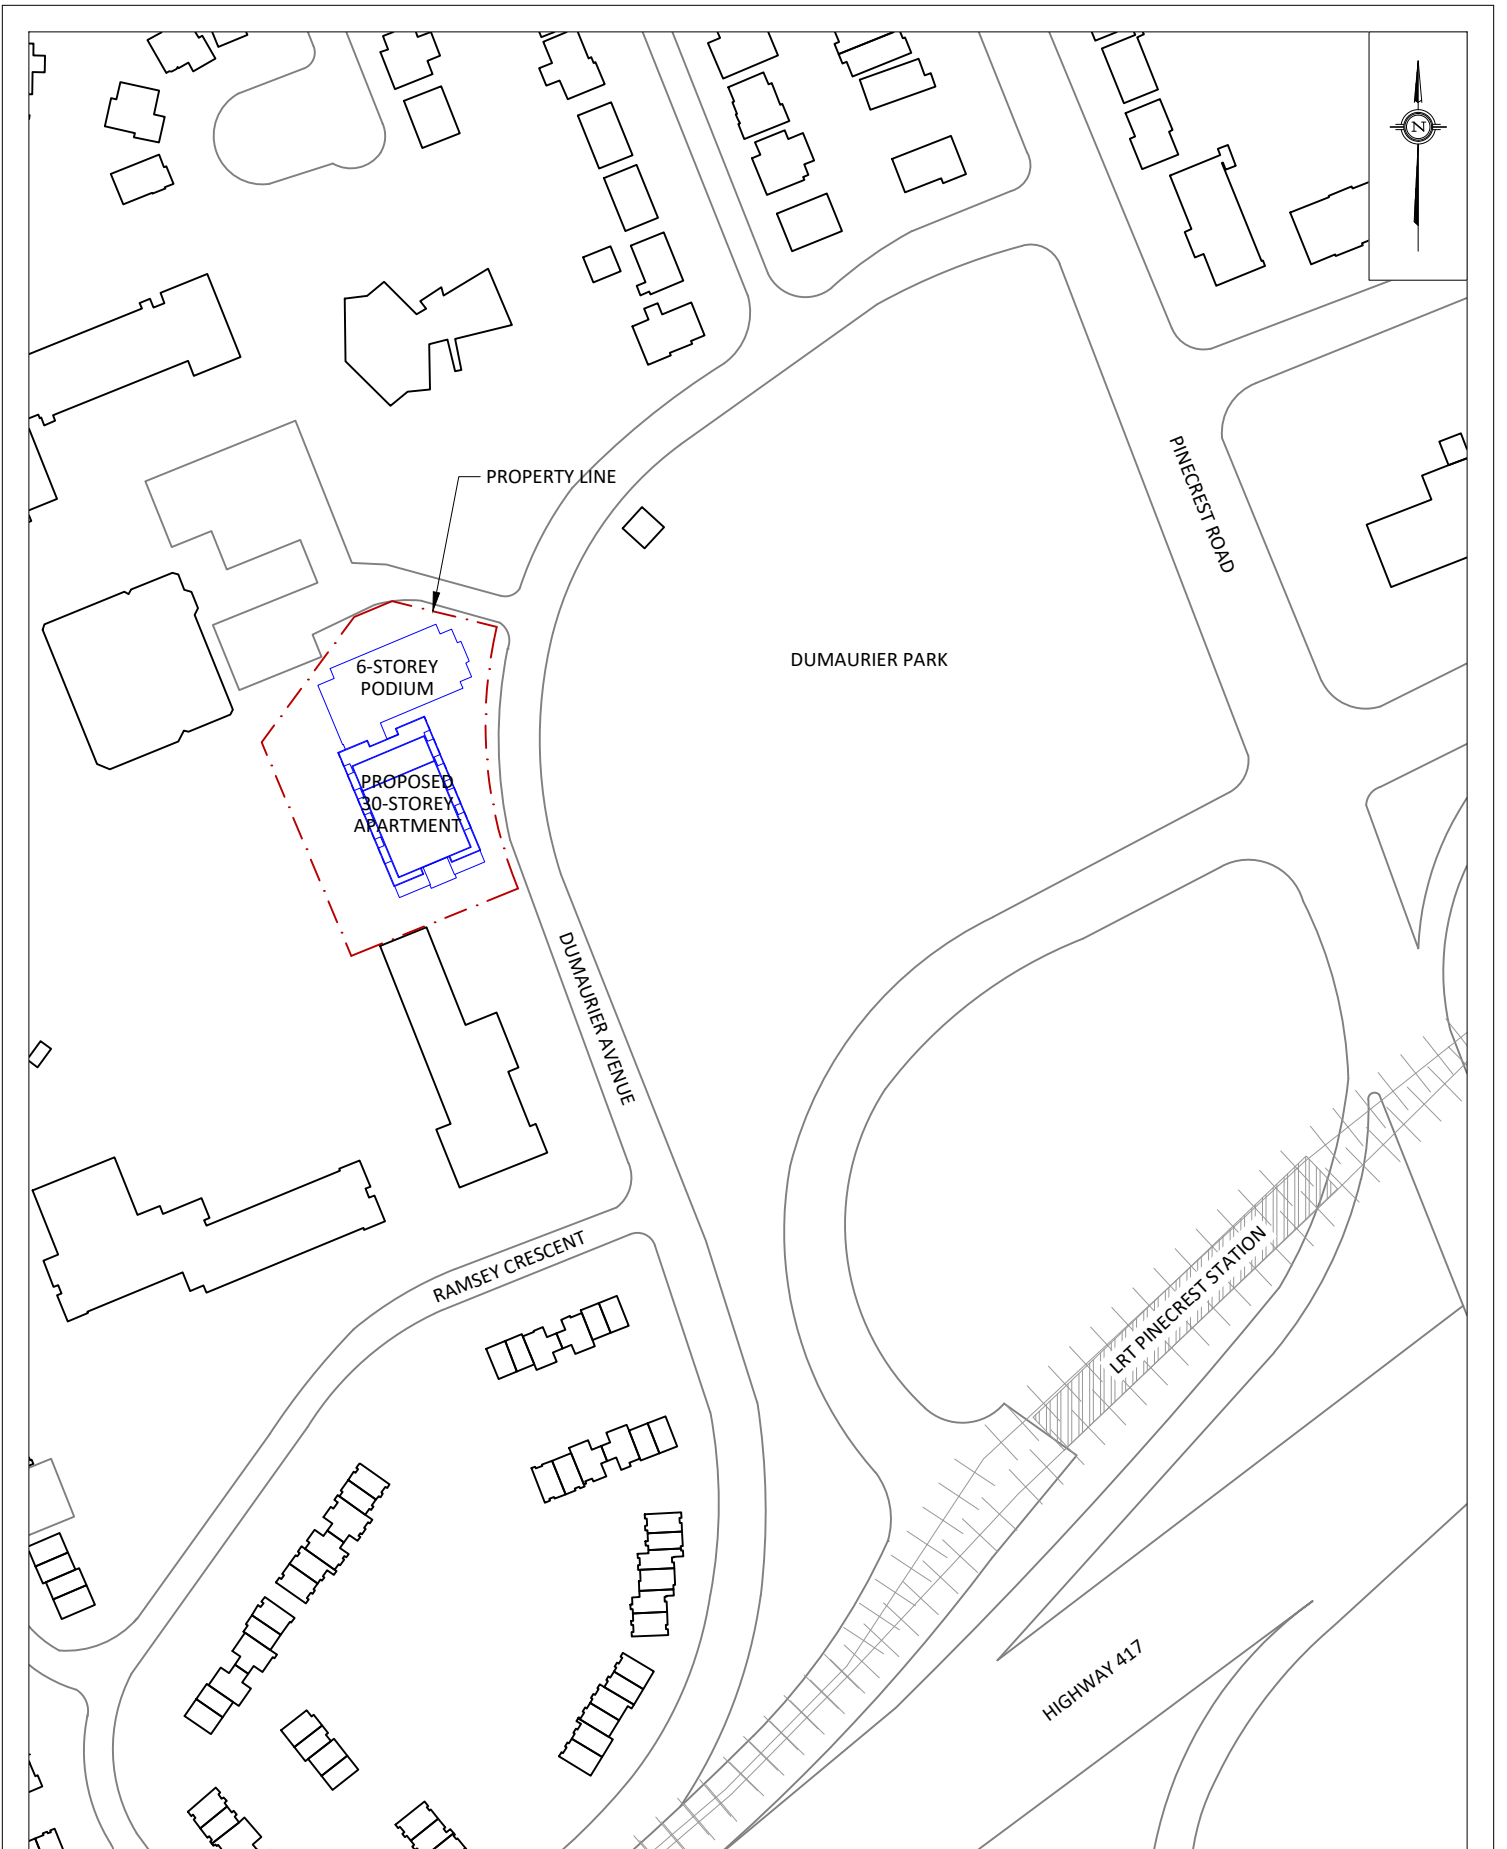 N
PROPERTY LINE
PINECREST ROAD
DUMAURIER PARK
6-STOREY
PODIUM
PROPOSED
30-STOREY
APARTMENT
DUMAURIER AVENUE
RAMSEY CRESCENT
LRT PINECREST STATION
HIGHWAY 417